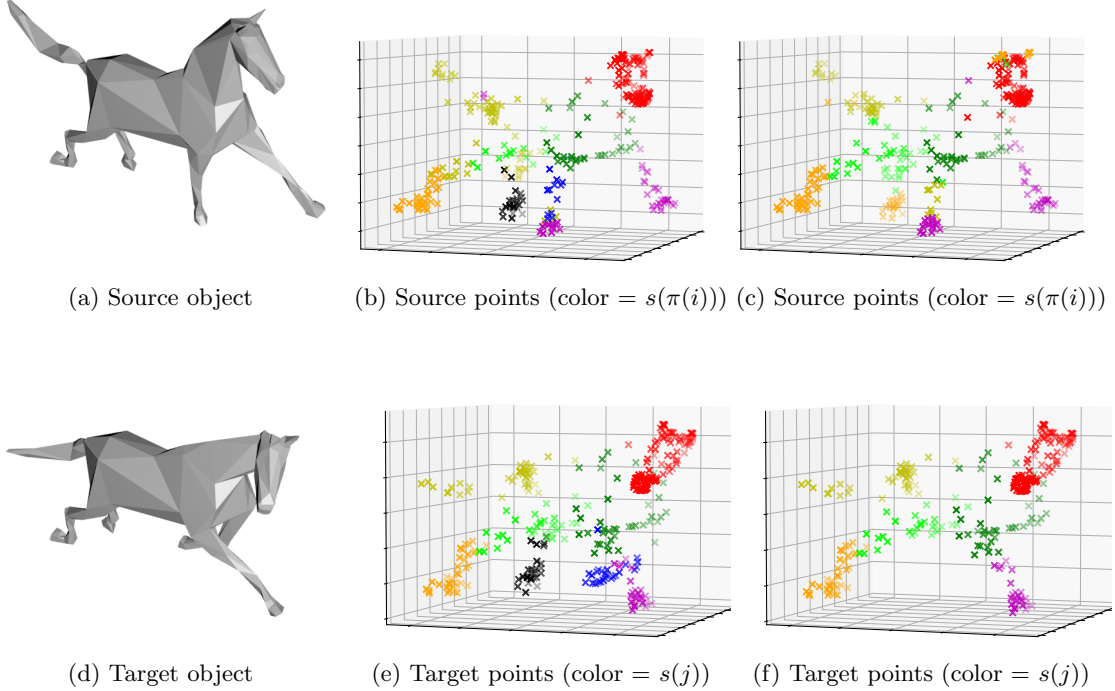 (a) Source object
(b) Source points (color = s(π(i)))
(c) Source points (color = s(π(i)))
(d) Target object
(e) Target points (color = s(j))
(f) Target points (color = s(j))